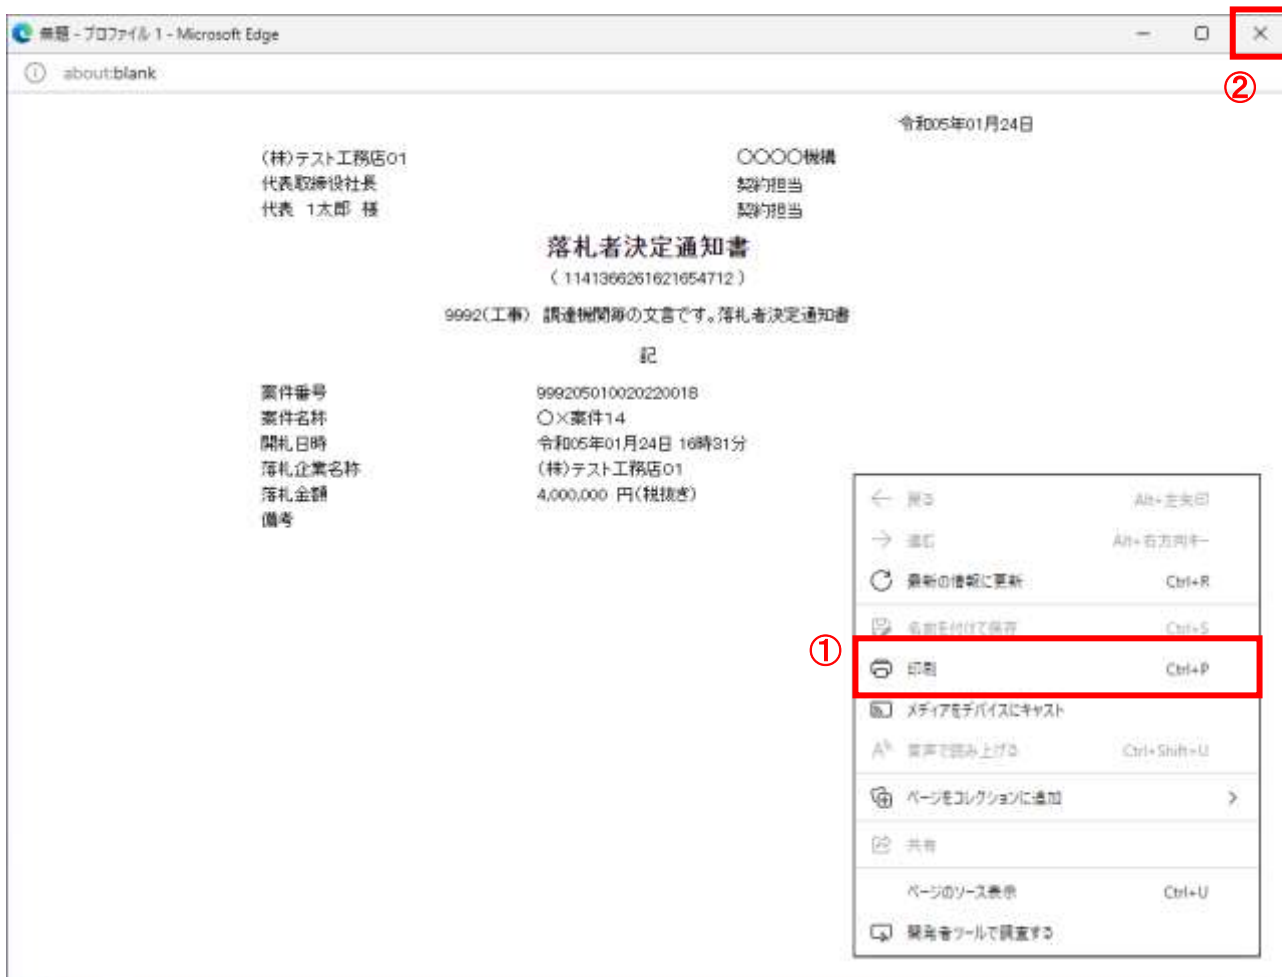 無題 - プロファイル 1 - Microsoft Edge
②
about:blank
令和05年01月24日
(株)テスト工務店01
〇〇〇〇機構
代表取締役社長
契約担当
代表 1太郎 様
契約担当
落札者決定通知書
( 1141366261621654712 )
9992(工事) 調達機関毎の文言です。落札者決定通知書
記
案件番号 999205010020220018
案件名称 〇×案件14
開札日時 令和05年01月24日 16時31分
落札企業名称 (株)テスト工務店01
落札金額 4,000,000 円(税抜き)
備考
戻る Alt+左矢印
進む Alt+右方向キー
最新の情報に更新 Ctrl+R
名前を付けて保存 Ctrl+S
①
印刷 Ctrl+P
メディアをデバイスにキャスト
音声で読み上げる Ctrl+Shift+U
ページをコレクションに追加
共有
ページのソース表示 Ctrl+U
開発者ツールで調査する